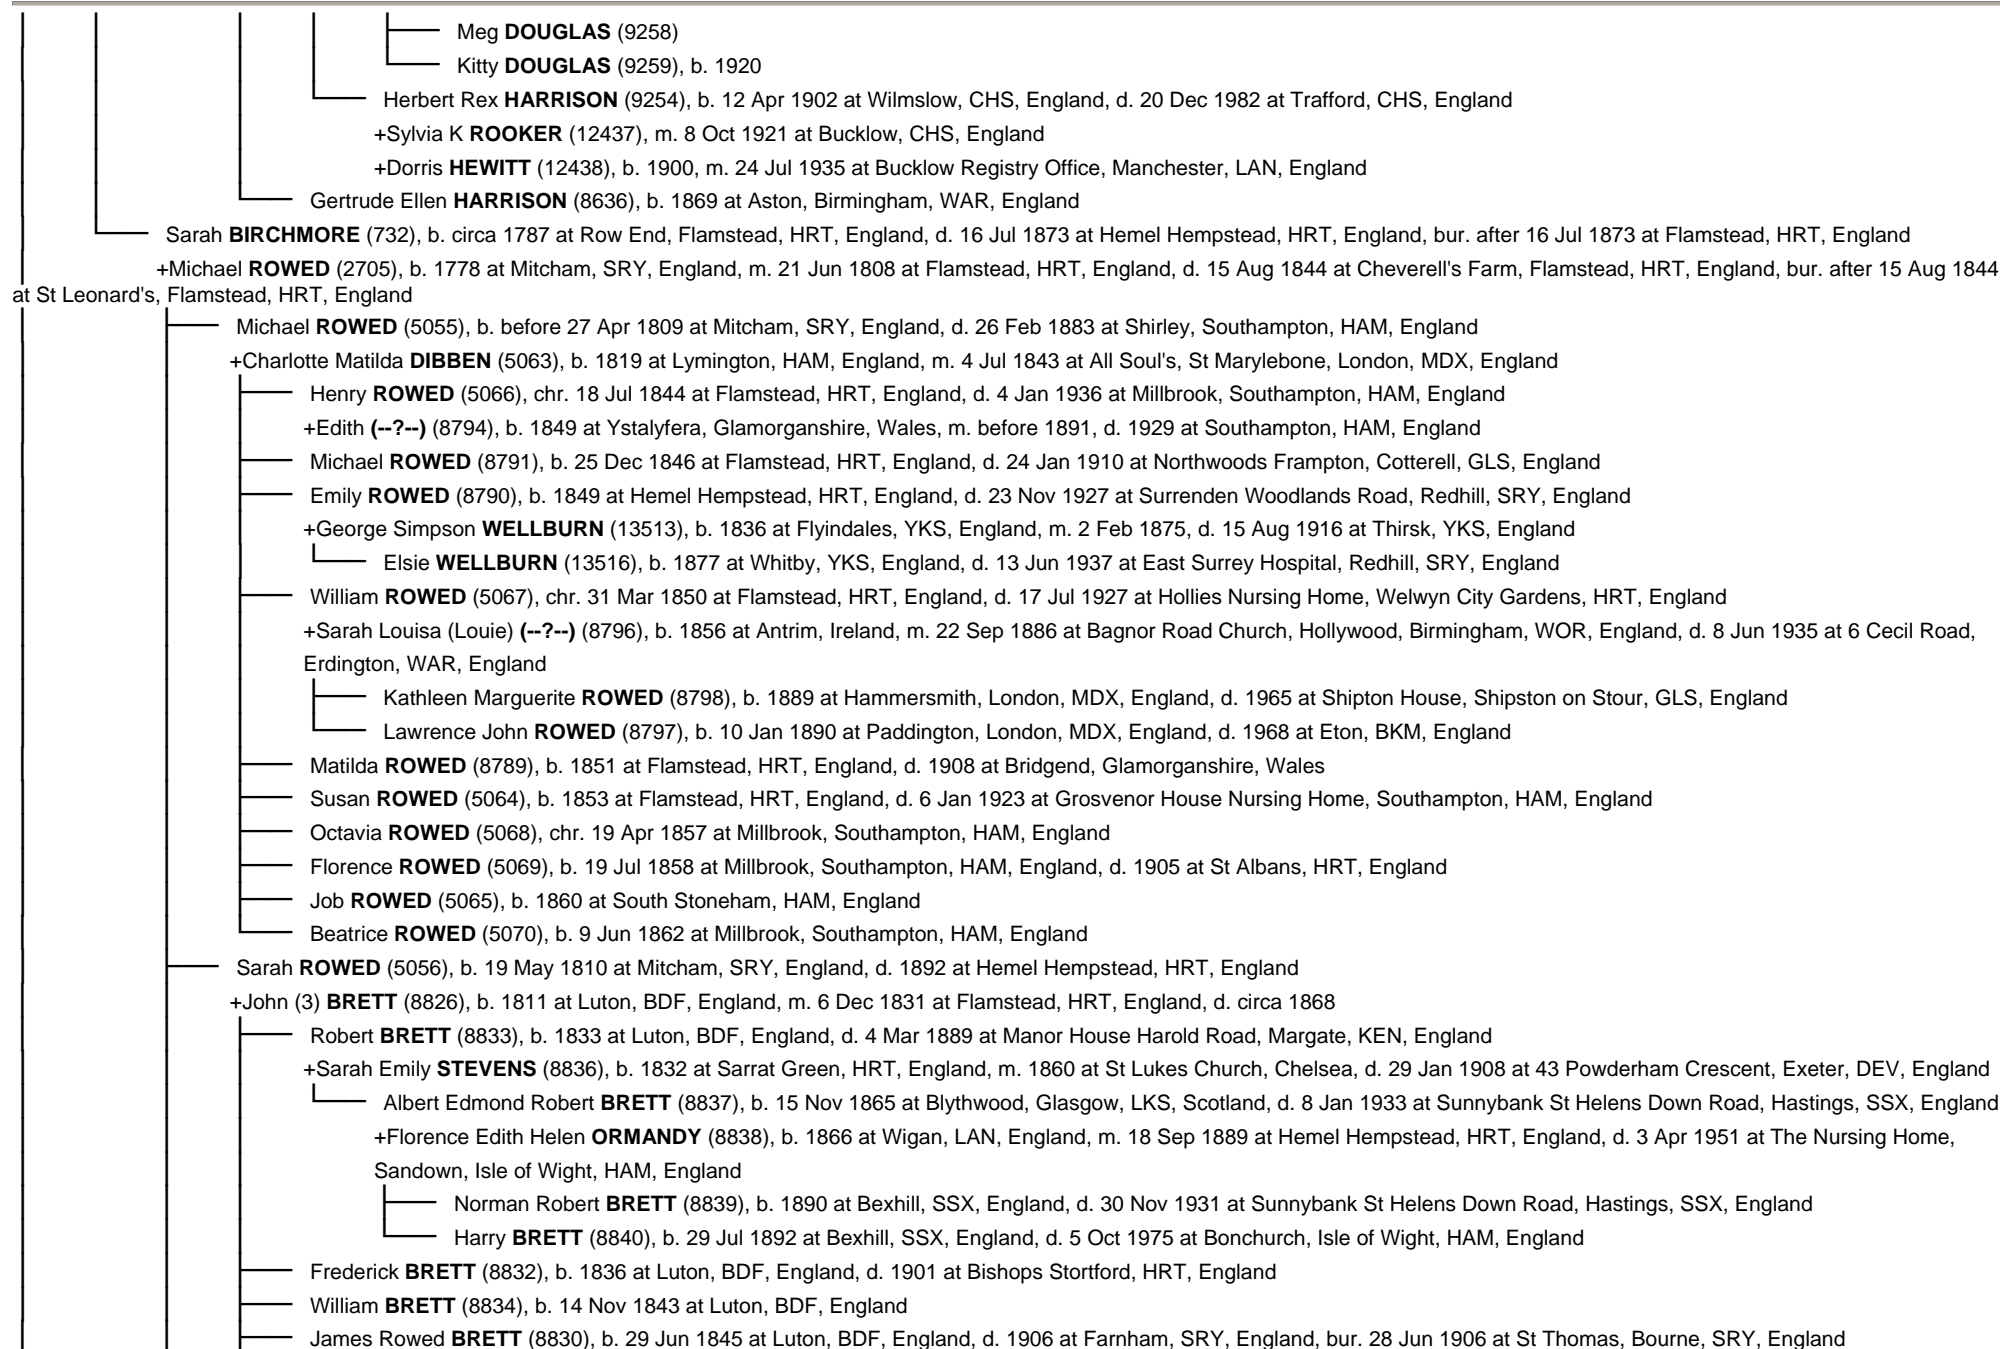 Meg DOUGLAS (9258)
Kitty DOUGLAS (9259), b. 1920
Herbert Rex HARRISON (9254), b. 12 Apr 1902 at Wilmslow, CHS, England, d. 20 Dec 1982 at Trafford, CHS, England
+Sylvia K ROOKER (12437), m. 8 Oct 1921 at Bucklow, CHS, England
+Dorris HEWITT (12438), b. 1900, m. 24 Jul 1935 at Bucklow Registry Office, Manchester, LAN, England
Gertrude Ellen HARRISON (8636), b. 1869 at Aston, Birmingham, WAR, England
Sarah BIRCHMORE (732), b. circa 1787 at Row End, Flamstead, HRT, England, d. 16 Jul 1873 at Hemel Hempstead, HRT, England, bur. after 16 Jul 1873 at Flamstead, HRT, England
+Michael ROWED (2705), b. 1778 at Mitcham, SRY, England, m. 21 Jun 1808 at Flamstead, HRT, England, d. 15 Aug 1844 at Cheverell's Farm, Flamstead, HRT, England, bur. after 15 Aug 1844
at St Leonard's, Flamstead, HRT, England
Michael ROWED (5055), b. before 27 Apr 1809 at Mitcham, SRY, England, d. 26 Feb 1883 at Shirley, Southampton, HAM, England
+Charlotte Matilda DIBBEN (5063), b. 1819 at Lymington, HAM, England, m. 4 Jul 1843 at All Soul's, St Marylebone, London, MDX, England
Henry ROWED (5066), chr. 18 Jul 1844 at Flamstead, HRT, England, d. 4 Jan 1936 at Millbrook, Southampton, HAM, England
+Edith (--?--) (8794), b. 1849 at Ystalyfera, Glamorganshire, Wales, m. before 1891, d. 1929 at Southampton, HAM, England
Michael ROWED (8791), b. 25 Dec 1846 at Flamstead, HRT, England, d. 24 Jan 1910 at Northwoods Frampton, Cotterell, GLS, England
Emily ROWED (8790), b. 1849 at Hemel Hempstead, HRT, England, d. 23 Nov 1927 at Surrenden Woodlands Road, Redhill, SRY, England
+George Simpson WELLBURN (13513), b. 1836 at Flyindales, YKS, England, m. 2 Feb 1875, d. 15 Aug 1916 at Thirsk, YKS, England
Elsie WELLBURN (13516), b. 1877 at Whitby, YKS, England, d. 13 Jun 1937 at East Surrey Hospital, Redhill, SRY, England
William ROWED (5067), chr. 31 Mar 1850 at Flamstead, HRT, England, d. 17 Jul 1927 at Hollies Nursing Home, Welwyn City Gardens, HRT, England
+Sarah Louisa (Louie) (--?--) (8796), b. 1856 at Antrim, Ireland, m. 22 Sep 1886 at Bagnor Road Church, Hollywood, Birmingham, WOR, England, d. 8 Jun 1935 at 6 Cecil Road,
Erdington, WAR, England
Kathleen Marguerite ROWED (8798), b. 1889 at Hammersmith, London, MDX, England, d. 1965 at Shipton House, Shipston on Stour, GLS, England
Lawrence John ROWED (8797), b. 10 Jan 1890 at Paddington, London, MDX, England, d. 1968 at Eton, BKM, England
Matilda ROWED (8789), b. 1851 at Flamstead, HRT, England, d. 1908 at Bridgend, Glamorganshire, Wales
Susan ROWED (5064), b. 1853 at Flamstead, HRT, England, d. 6 Jan 1923 at Grosvenor House Nursing Home, Southampton, HAM, England
Octavia ROWED (5068), chr. 19 Apr 1857 at Millbrook, Southampton, HAM, England
Florence ROWED (5069), b. 19 Jul 1858 at Millbrook, Southampton, HAM, England, d. 1905 at St Albans, HRT, England
Job ROWED (5065), b. 1860 at South Stoneham, HAM, England
Beatrice ROWED (5070), b. 9 Jun 1862 at Millbrook, Southampton, HAM, England
Sarah ROWED (5056), b. 19 May 1810 at Mitcham, SRY, England, d. 1892 at Hemel Hempstead, HRT, England
+John (3) BRETT (8826), b. 1811 at Luton, BDF, England, m. 6 Dec 1831 at Flamstead, HRT, England, d. circa 1868
Robert BRETT (8833), b. 1833 at Luton, BDF, England, d. 4 Mar 1889 at Manor House Harold Road, Margate, KEN, England
+Sarah Emily STEVENS (8836), b. 1832 at Sarrat Green, HRT, England, m. 1860 at St Lukes Church, Chelsea, d. 29 Jan 1908 at 43 Powderham Crescent, Exeter, DEV, England
Albert Edmond Robert BRETT (8837), b. 15 Nov 1865 at Blythwood, Glasgow, LKS, Scotland, d. 8 Jan 1933 at Sunnybank St Helens Down Road, Hastings, SSX, England
+Florence Edith Helen ORMANDY (8838), b. 1866 at Wigan, LAN, England, m. 18 Sep 1889 at Hemel Hempstead, HRT, England, d. 3 Apr 1951 at The Nursing Home,
Sandown, Isle of Wight, HAM, England
Norman Robert BRETT (8839), b. 1890 at Bexhill, SSX, England, d. 30 Nov 1931 at Sunnybank St Helens Down Road, Hastings, SSX, England
Harry BRETT (8840), b. 29 Jul 1892 at Bexhill, SSX, England, d. 5 Oct 1975 at Bonchurch, Isle of Wight, HAM, England
Frederick BRETT (8832), b. 1836 at Luton, BDF, England, d. 1901 at Bishops Stortford, HRT, England
William BRETT (8834), b. 14 Nov 1843 at Luton, BDF, England
James Rowed BRETT (8830), b. 29 Jun 1845 at Luton, BDF, England, d. 1906 at Farnham, SRY, England, bur. 28 Jun 1906 at St Thomas, Bourne, SRY, England